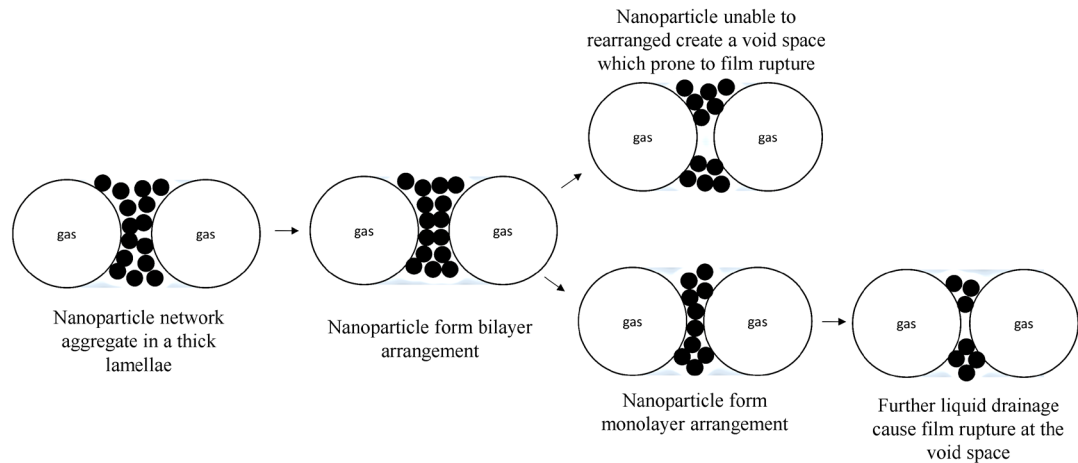 Nanoparticle unable to
rearranged create a void space
which prone to film rupture
gas
gas
gas
gas
gas
gas
Nanoparticle network
aggregate in a thick
lamellae
Nanoparticle form bilayer
arrangement
gas
gas
gas
gas
Nanoparticle form
monolayer arrangement
Further liquid drainage
cause film rupture at the
void space